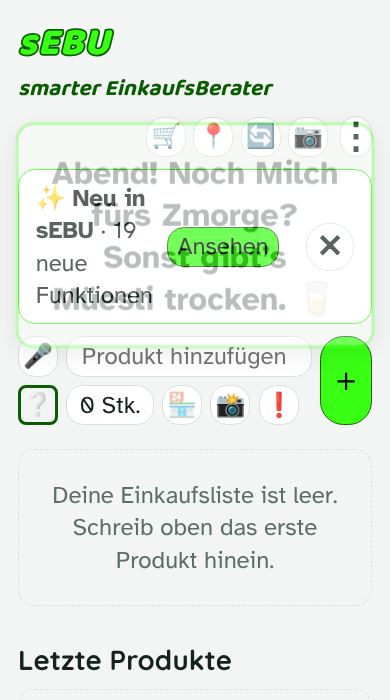 sEBU
smarter EinkaufsBerater
Abend! Noch Milch
fürs Zmorge?
Sonst gibt's
Müesli trocken.
✨ Neu in
sEBU · 19
neue
Funktionen
Ansehen
✕
Produkt hinzufügen
+
0 Stk.
Deine Einkaufsliste ist leer.
Schreib oben das erste
Produkt hinein.
Letzte Produkte